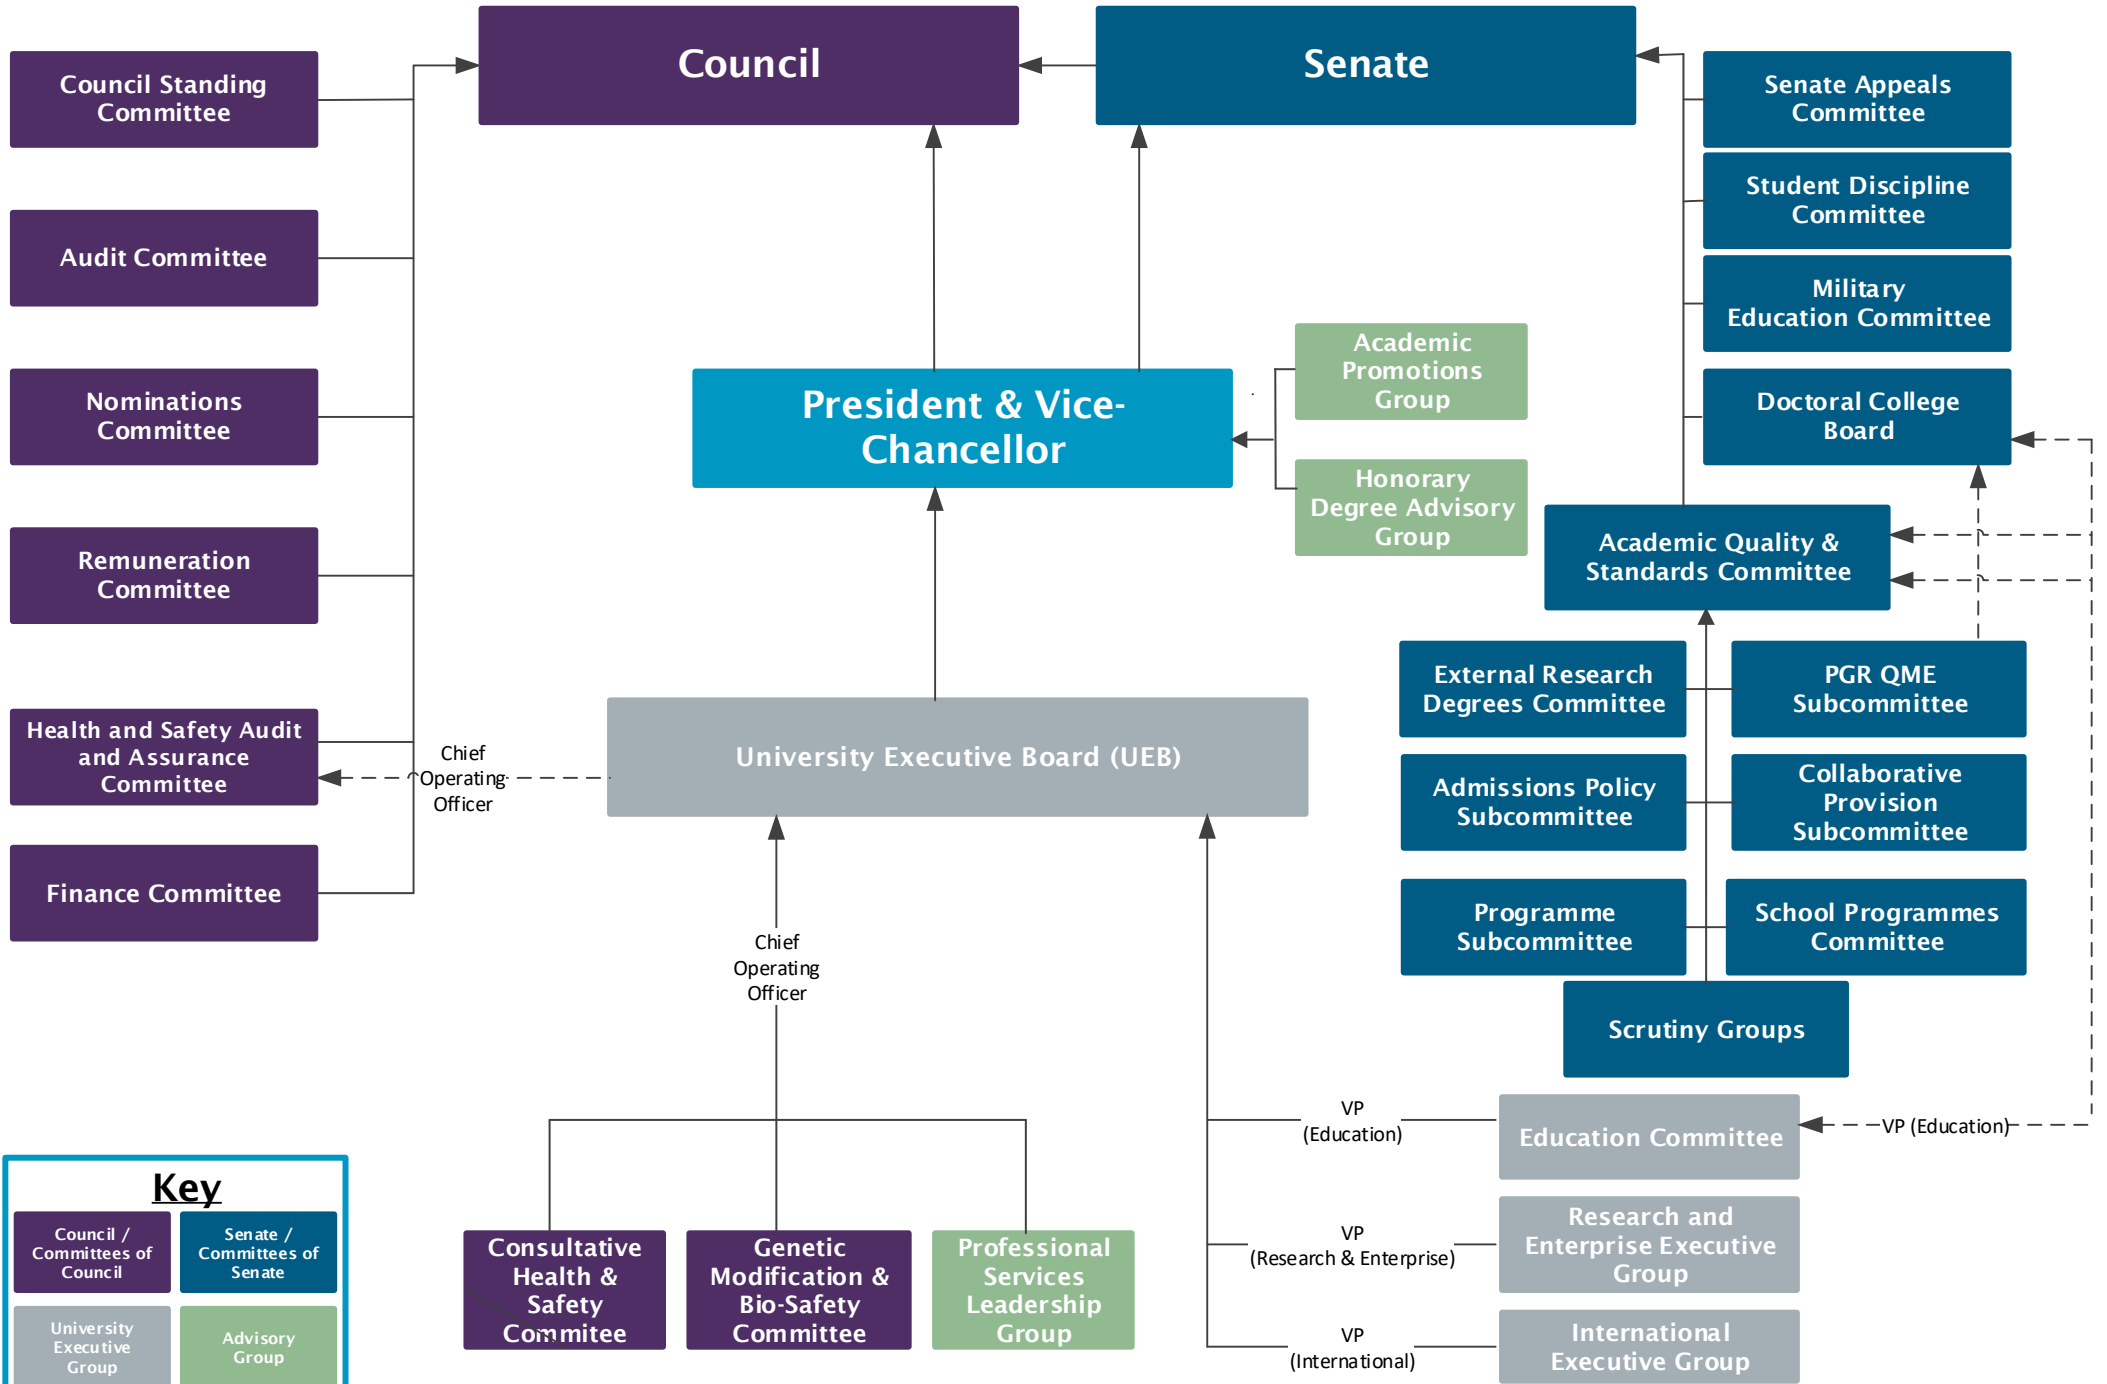 Council
Senate
Council Standing
Committee
Audit Committee
Nominations
Committee
Remuneration
Committee
Health and Safety Audit
and Assurance
Committee
Finance Committee
Senate Appeals
Committee
Student Discipline
Committee
Military
Education Committee
Doctoral College
Board
President & Vice-
Chancellor
Academic
Promotions
Group
Honorary
Degree Advisory
Group
Academic Quality &
Standards Committee
External Research
Degrees Committee
PGR QME
Subcommittee
Admissions Policy
Subcommittee
Collaborative
Provision
Subcommittee
Programme
Subcommittee
School Programmes
Committee
Scrutiny Groups
University Executive Board (UEB)
Chief
Operating
Officer
Chief
Operating
Officer
VP
(Education)
Education Committee
VP (Education)
VP
(Research & Enterprise)
Research and
Enterprise Executive
Group
VP
(International)
International
Executive Group
Consultative
Health &
Safety
Commitee
Genetic
Modification &
Bio-Safety
Committee
Professional
Services
Leadership
Group
Key
Council /
Committees of
Council
Senate /
Committees of
Senate
University
Executive
Group
Advisory
Group